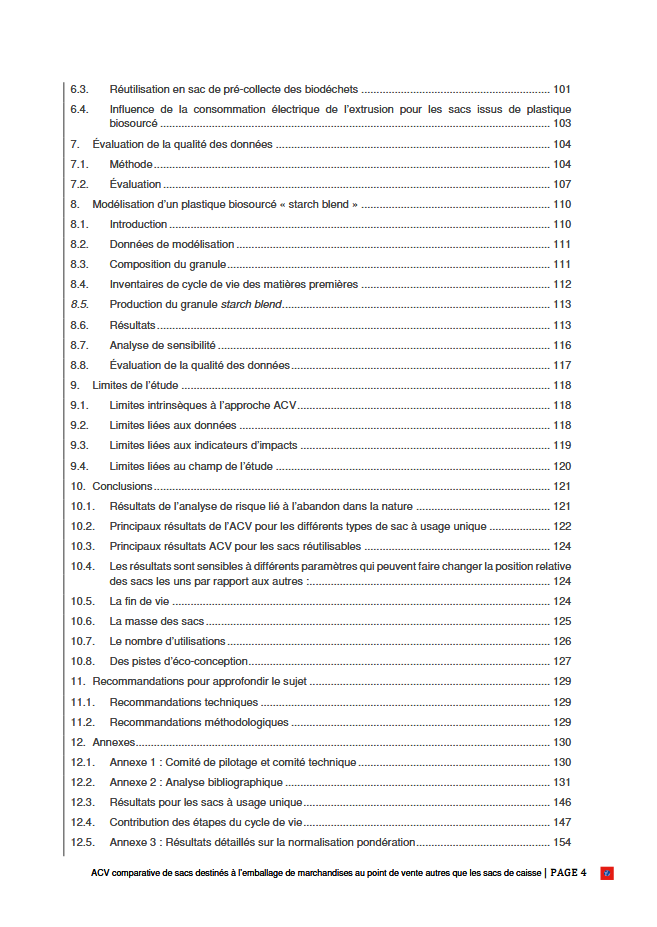 6.3. Réutilisation en sac de pré-collecte des biodéchets ............................................................... 101
6.4. Influence de la consommation électrique de l'extrusion pour les sacs issus de plastique
biosourcé ................................................................................................................................ 103
7. Évaluation de la qualité des données ............................................................................................ 104
7.1. Méthode .................................................................................................................................... 104
7.2. Évaluation ................................................................................................................................. 107
8. Modélisation d'un plastique biosourcé « starch blend » ............................................................... 110
8.1. Introduction ............................................................................................................................... 110
8.2. Données de modélisation ......................................................................................................... 111
8.3. Composition du granule ............................................................................................................ 111
8.4. Inventaires de cycle de vie des matières premières ............................................................... 112
8.5. Production du granule starch blend .......................................................................................... 113
8.6. Résultats ................................................................................................................................... 113
8.7. Analyse de sensibilité ............................................................................................................... 116
8.8. Évaluation de la qualité des données ....................................................................................... 117
9. Limites de l'étude ........................................................................................................................... 118
9.1. Limites intrinsèques à l'approche ACV ..................................................................................... 118
9.2. Limites liées aux données ........................................................................................................ 118
9.3. Limites liées aux indicateurs d'impacts .................................................................................... 119
9.4. Limites liées au champ de l'étude ............................................................................................ 120
10. Conclusions .................................................................................................................................... 121
10.1. Résultats de l'analyse de risque lié à l'abandon dans la nature ............................................. 121
10.2. Principaux résultats de l'ACV pour les différents types de sac à usage unique .................... 122
10.3. Principaux résultats ACV pour les sacs réutilisables .............................................................. 124
10.4. Les résultats sont sensibles à différents paramètres qui peuvent faire changer la position relative
des sacs les uns par rapport aux autres : ................................................................................. 124
10.5. La fin de vie .............................................................................................................................. 124
10.6. La masse des sacs ................................................................................................................... 125
10.7. Le nombre d'utilisations ............................................................................................................ 126
10.8. Des pistes d'éco-conception ..................................................................................................... 127
11. Recommandations pour approfondir le sujet ................................................................................ 129
11.1. Recommandations techniques ................................................................................................. 129
11.2. Recommandations méthodologiques ....................................................................................... 129
12. Annexes .......................................................................................................................................... 130
12.1. Annexe 1 : Comité de pilotage et comité technique ................................................................ 130
12.2. Annexe 2 : Analyse bibliographique ......................................................................................... 131
12.3. Résultats pour les sacs à usage unique ................................................................................... 146
12.4. Contribution des étapes du cycle de vie ................................................................................... 147
12.5. Annexe 3 : Résultats détaillés sur la normalisation pondération ............................................. 154
ACV comparative de sacs destinés à l'emballage de marchandises au point de vente autres que les sacs de caisse | PAGE 4